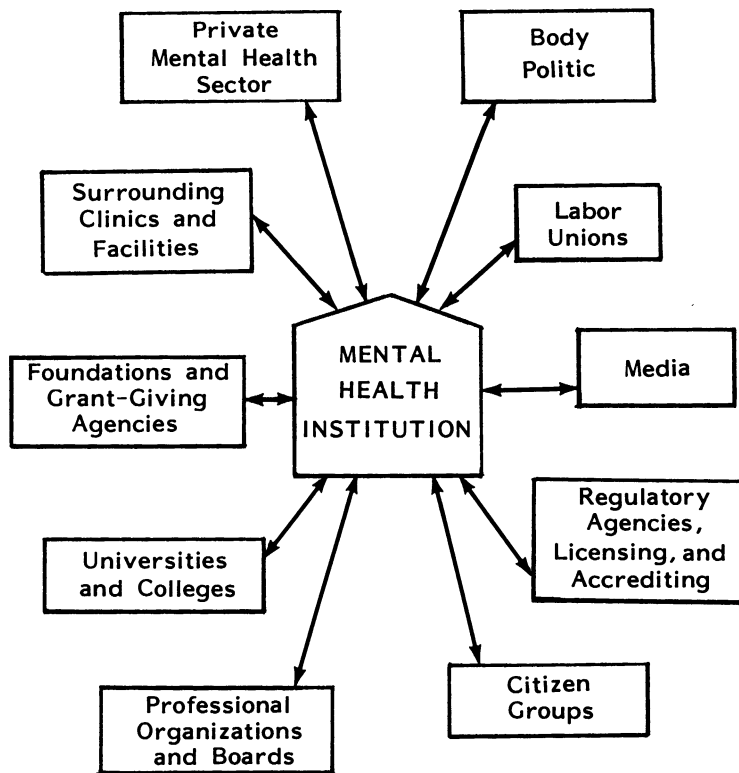 Private
Mental Health
Sector
Body
Politic
Surrounding
Clinics and
Facilities
Labor
Unions
MENTAL
HEALTH
INSTITUTION
Foundations and
Grant-Giving
Agencies
Media
Regulatory
Agencies,
Licensing, and
Accrediting
Universities
and Colleges
Citizen
Groups
Professional
Organizations
and Boards